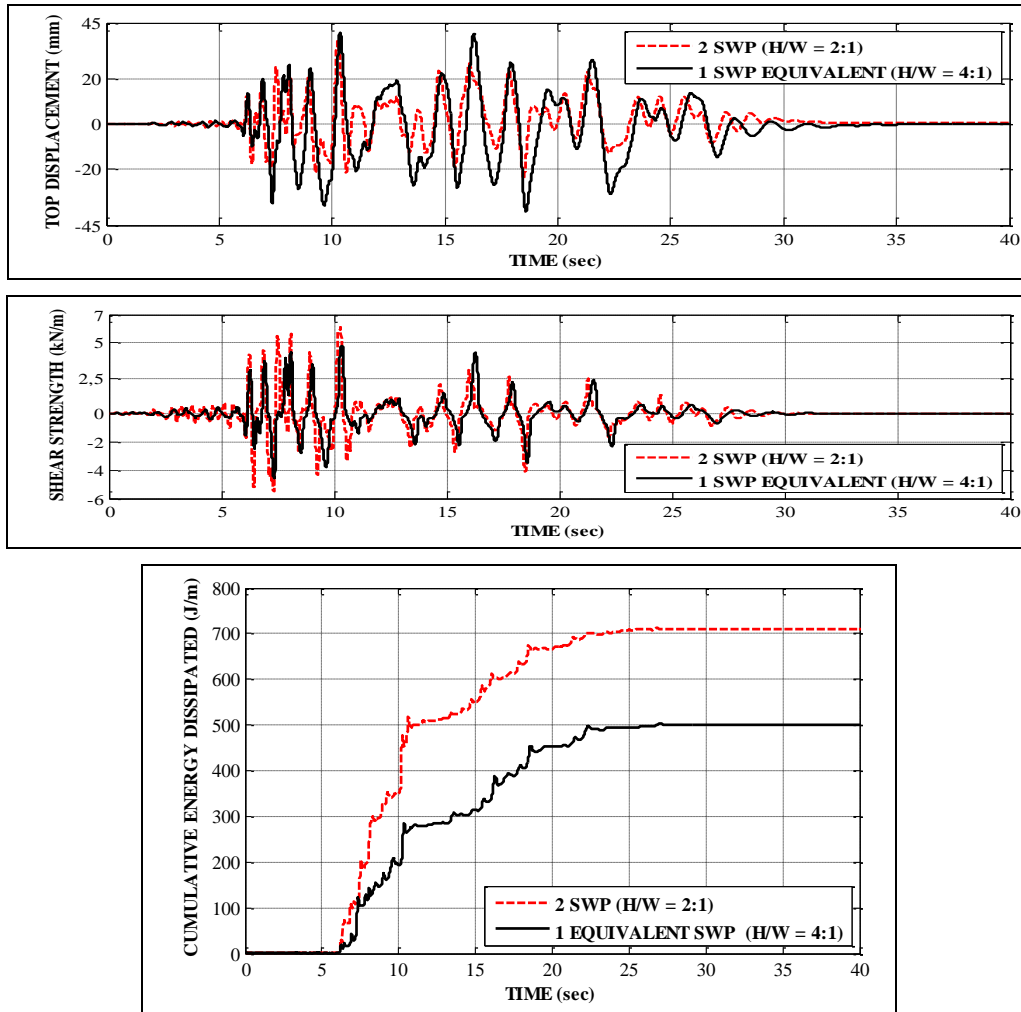 TOP DISPLACEMENT (mm)
45
20
0
-20
-45
2 SWP (H/W = 2:1)
1 SWP EQUIVALENT (H/W = 4:1)
0 5 10 15 20 25 30 35 40
TIME (sec)
SHEAR STRENGTH (kN/m)
7
5
2,5
0
-2
-4
-6
2 SWP (H/W = 2:1)
1 SWP EQUIVALENT (H/W = 4:1)
0 5 10 15 20 25 30 35 40
TIME (sec)
CUMULATIVE ENERGY DISSIPATED (J/m)
800
700
600
500
400
300
200
100
0
2 SWP (H/W = 2:1)
1 EQUIVALENT SWP (H/W = 4:1)
0 5 10 15 20 25 30 35 40
TIME (sec)